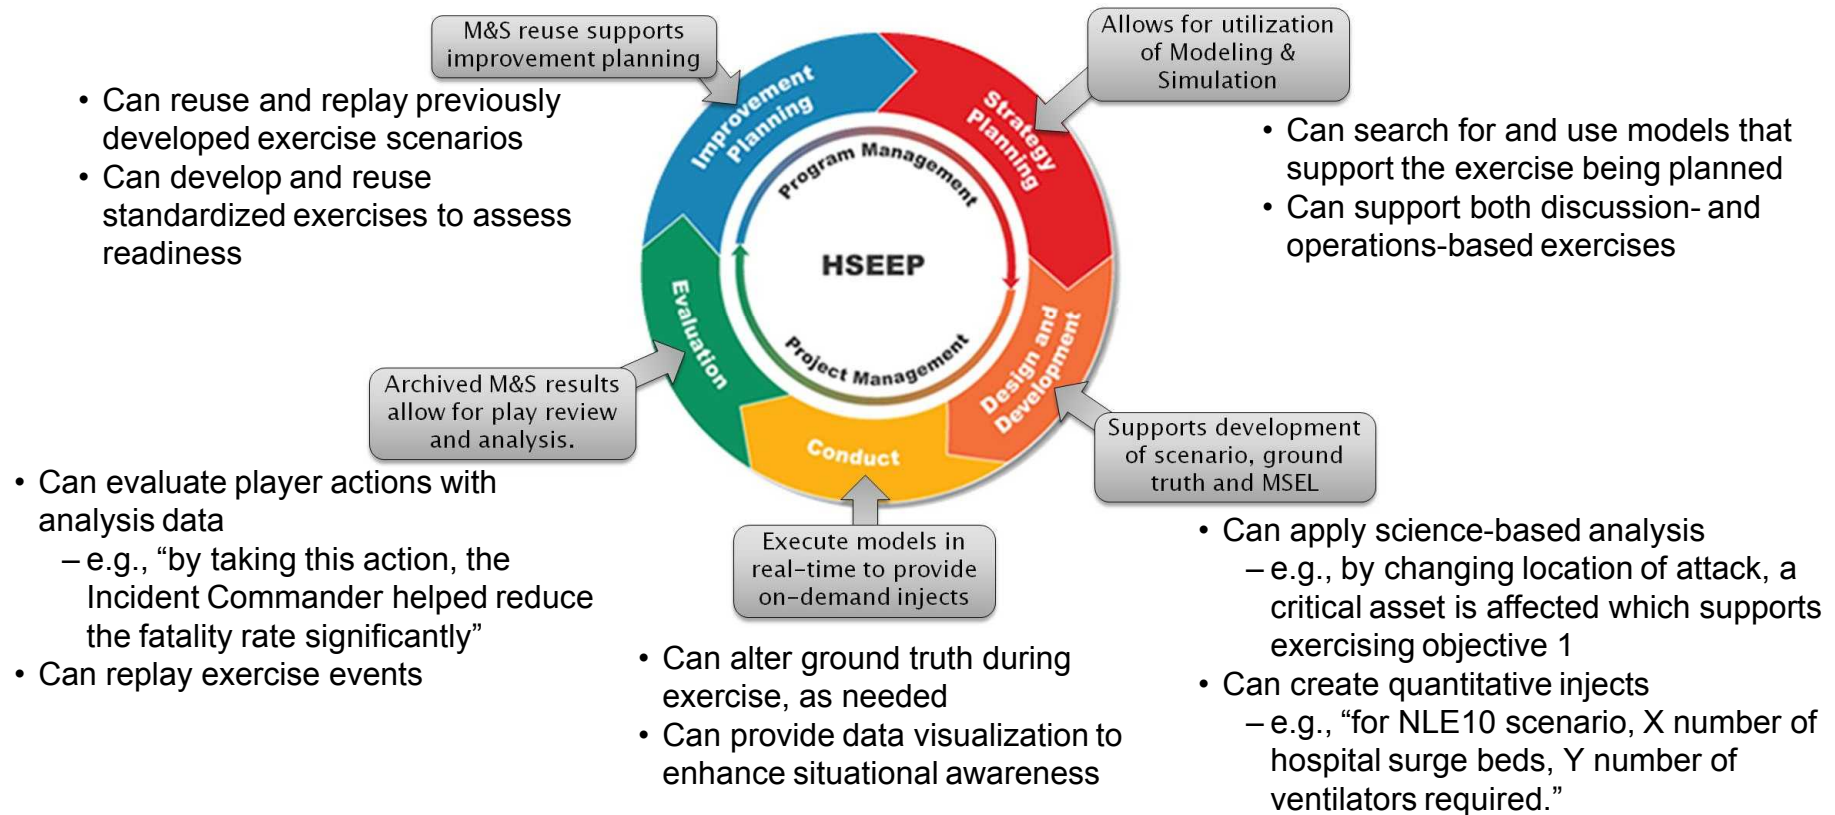 M&S reuse supports
improvement planning
• Can reuse and replay previously
developed exercise scenarios
• Can develop and reuse
standardized exercises to assess
readiness
Allows for utilization
of Modeling &
Simulation
• Can search for and use models that
support the exercise being planned
• Can support both discussion- and
operations-based exercises
Improvement
Planning
Strategy
Planning
Program Management
HSEEP
Project Management
Evaluation
Design and
Development
Conduct
Archived M&S results
allow for play review
and analysis.
• Can evaluate player actions with
analysis data
– e.g., “by taking this action, the
Incident Commander helped reduce
the fatality rate significantly”
• Can replay exercise events
Execute models in
real-time to provide
on-demand injects
• Can alter ground truth during
exercise, as needed
• Can provide data visualization to
enhance situational awareness
Supports development
of scenario, ground
truth and MSEL
• Can apply science-based analysis
– e.g., by changing location of attack, a
critical asset is affected which supports
exercising objective 1
• Can create quantitative injects
– e.g., “for NLE10 scenario, X number of
hospital surge beds, Y number of
ventilators required.”